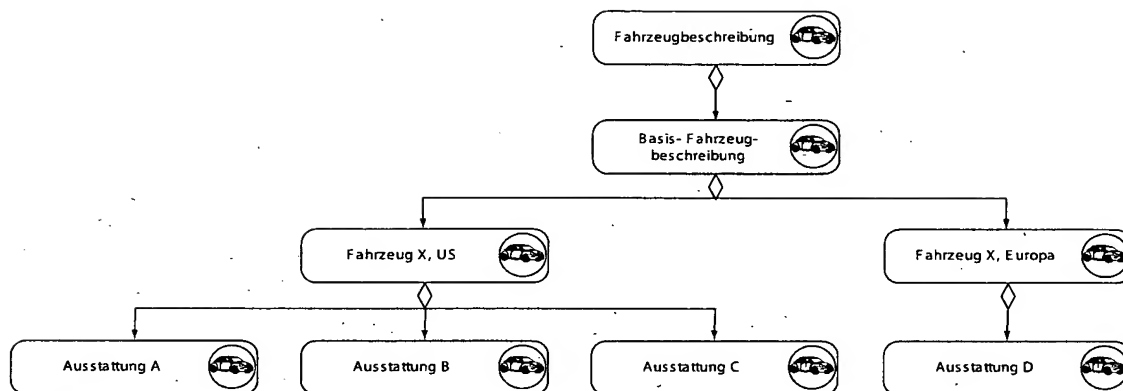 Fahrzeugbeschreibung
Basis- Fahrzeug-
beschreibung
Fahrzeug X, US
Fahrzeug X, Europa
Ausstattung A
Ausstattung B
Ausstattung C
Ausstattung D